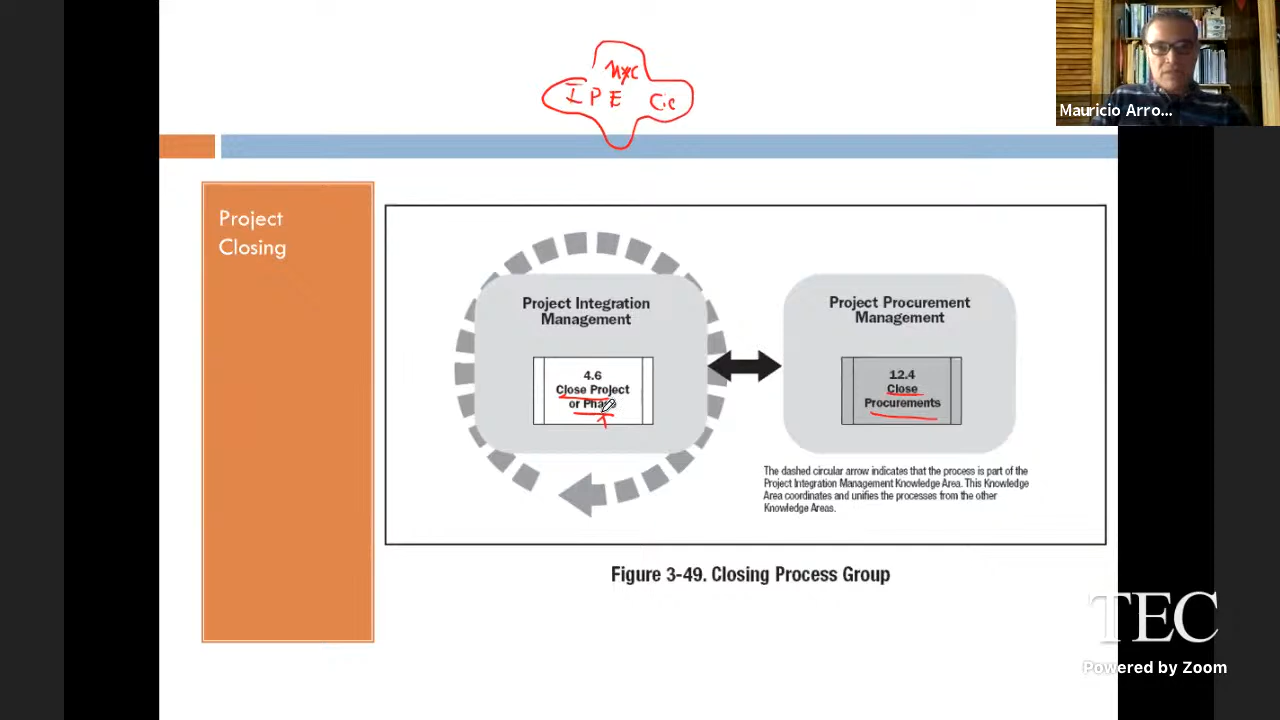 MyC
I P E Cie
Mauricio Arro...
Project
Closing
Project Integration
Management
4.6
Close Project
or Phase
Project Procurement
Management
12.4
Close
Procurements
The dashed circular arrow indicates that the process is part of the
Project Integration Management Knowledge Area. This Knowledge
Area coordinates and unifies the processes from the other
Knowledge Areas.
Figure 3-49. Closing Process Group
TEC
Powered by Zoom